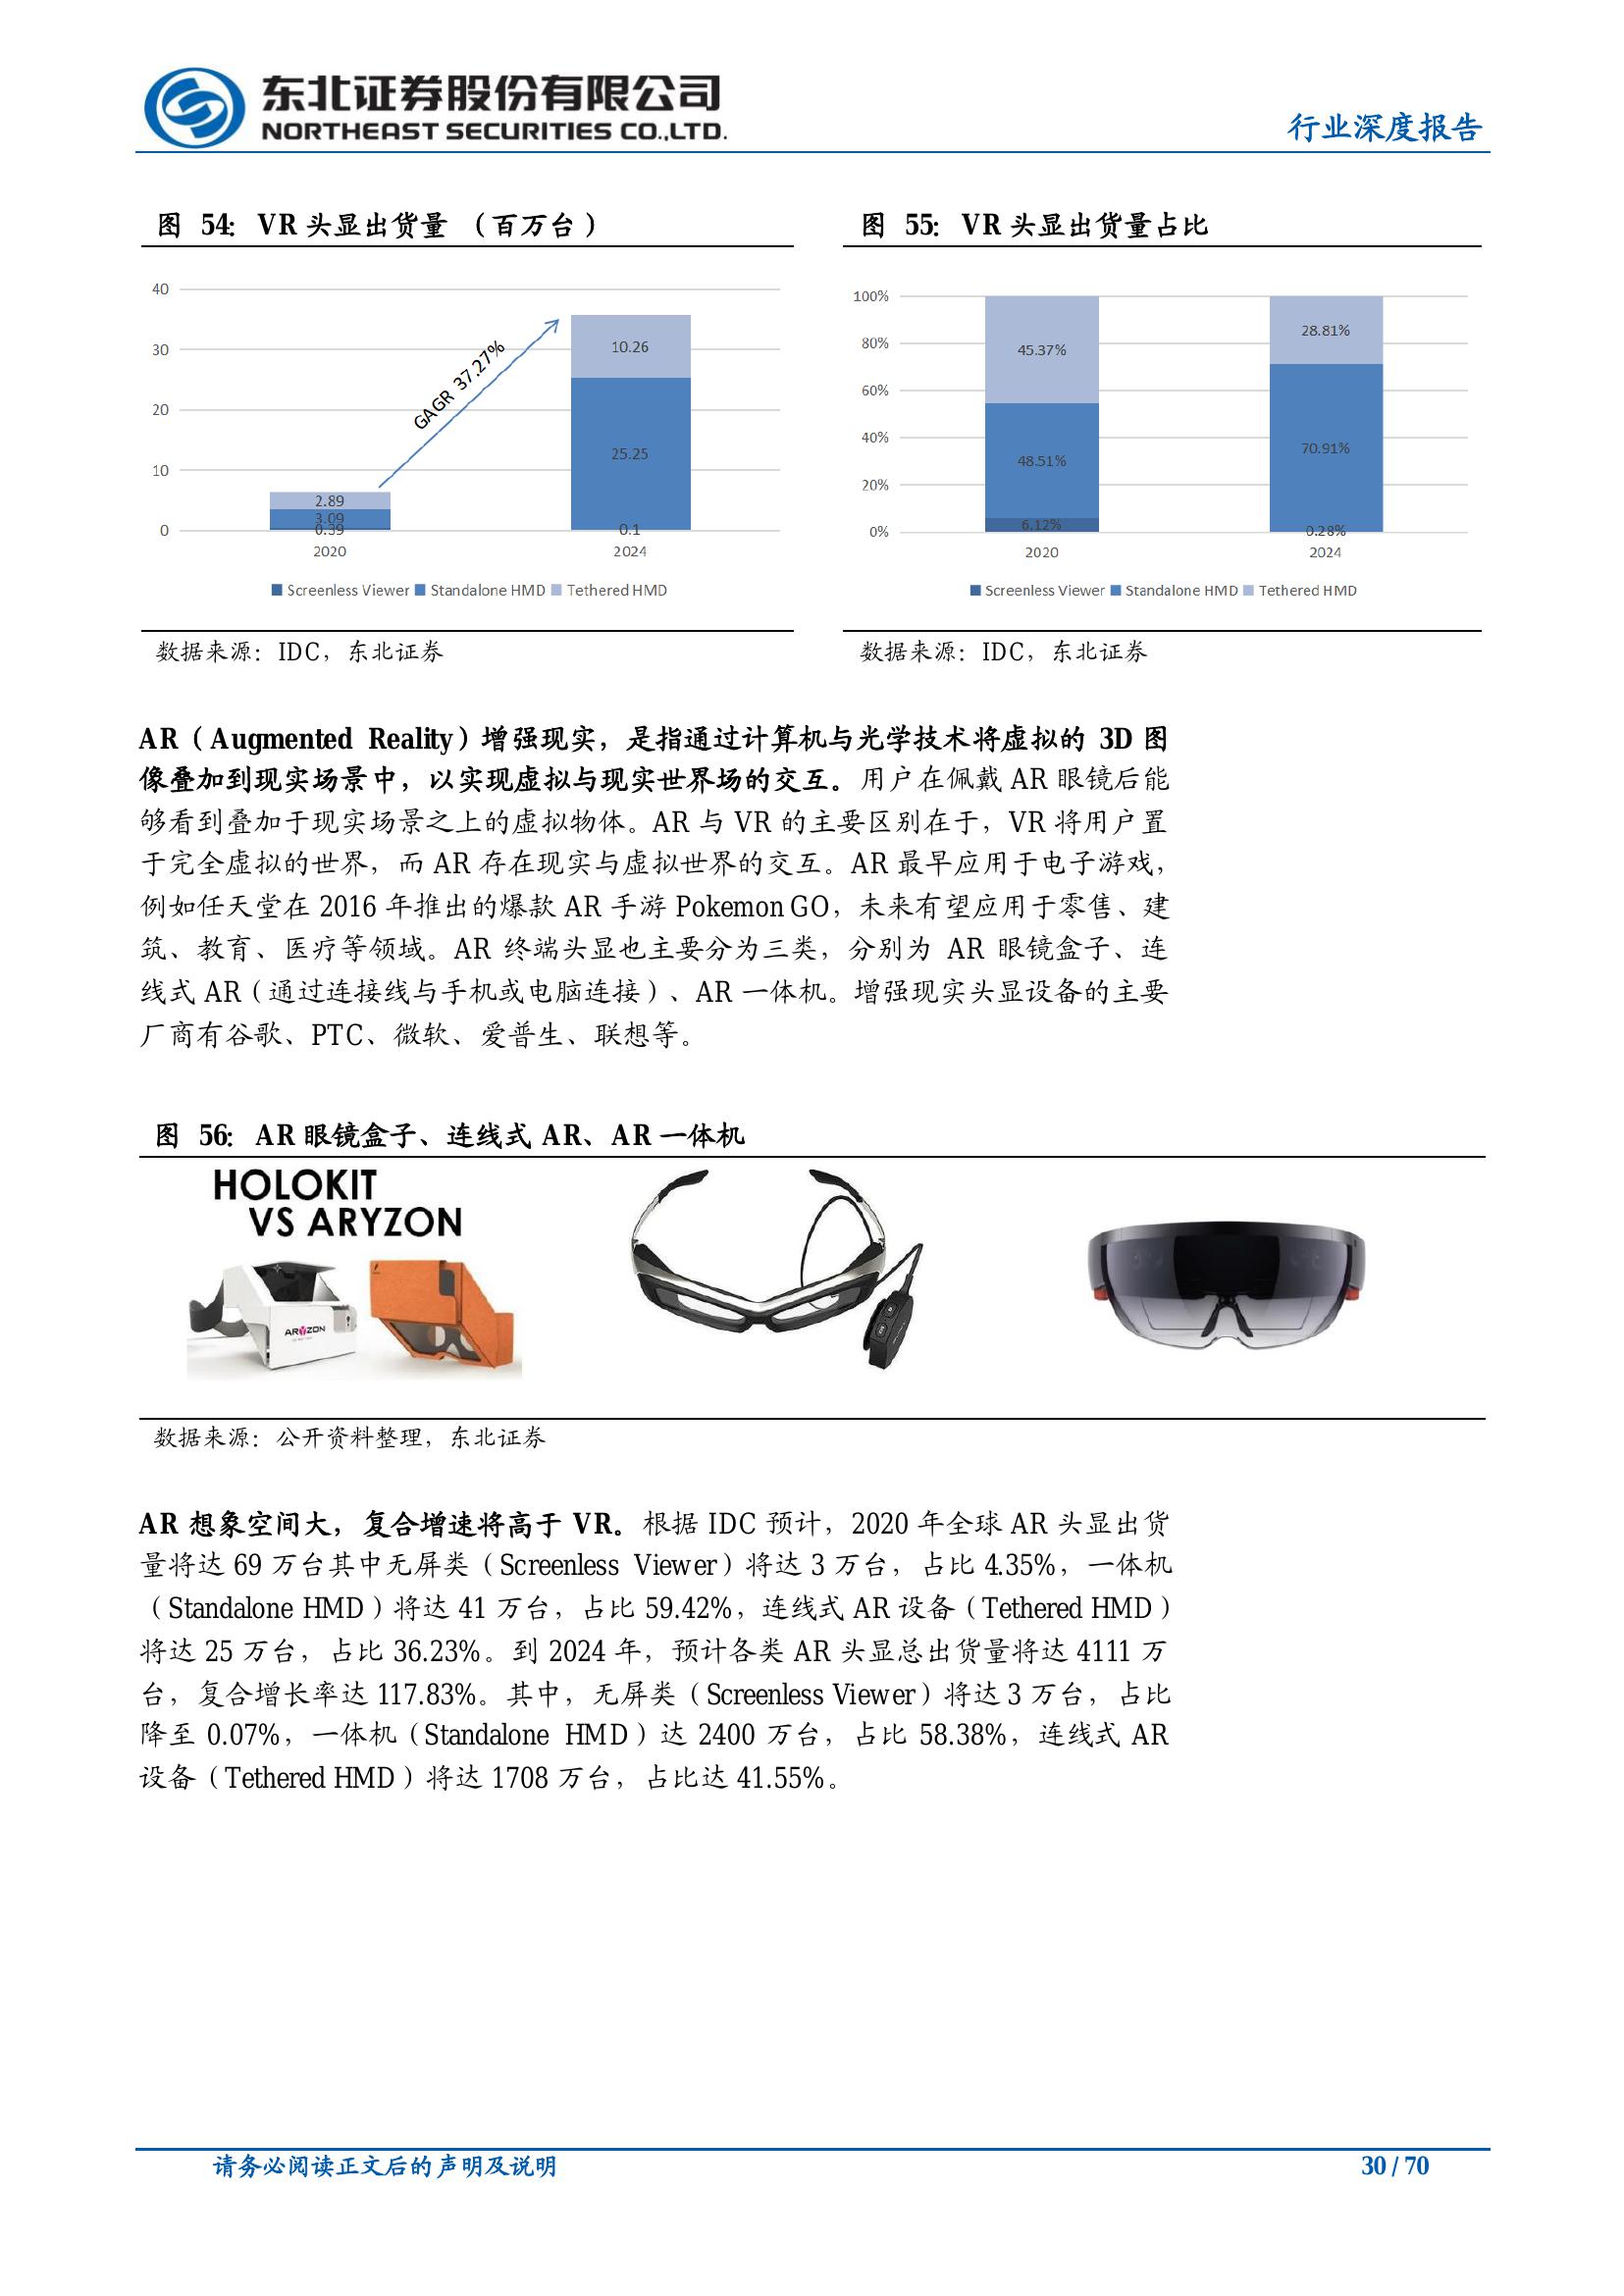 东北证券股份有限公司
NORTHEAST SECURITIES CO.,LTD.
行业深度报告
图 54：VR 头显出货量 （百万台）
40
30
20
10
0
GAGR 37.27%
2.89
3.09
0.39
10.26
25.25
0.1
2020
2024
Screenless Viewer Standalone HMD Tethered HMD
数据来源：IDC，东北证券
图 55：VR 头显出货量占比
100%
80%
60%
40%
20%
0%
45.37%
48.51%
6.12%
28.81%
70.91%
0.28%
2020
2024
Screenless Viewer Standalone HMD Tethered HMD
数据来源：IDC，东北证券
AR（Augmented Reality）增强现实，是指通过计算机与光学技术将虚拟的 3D 图
像叠加到现实场景中，以实现虚拟与现实世界场的交互。用户在佩戴 AR 眼镜后能
够看到叠加于现实场景之上的虚拟物体。AR 与 VR 的主要区别在于，VR 将用户置
于完全虚拟的世界，而 AR 存在现实与虚拟世界的交互。AR 最早应用于电子游戏，
例如任天堂在 2016 年推出的爆款 AR 手游 Pokemon GO，未来有望应用于零售、建
筑、教育、医疗等领域。AR 终端头显也主要分为三类，分别为 AR 眼镜盒子、连
线式 AR（通过连接线与手机或电脑连接）、AR 一体机。增强现实头显设备的主要
厂商有谷歌、PTC、微软、爱普生、联想等。
图 56：AR 眼镜盒子、连线式 AR、AR 一体机
HOLOKIT
VS ARYZON
ARYZON
数据来源：公开资料整理，东北证券
AR 想象空间大，复合增速将高于 VR。根据 IDC 预计，2020 年全球 AR 头显出货
量将达 69 万台其中无屏类（Screenless Viewer）将达 3 万台，占比 4.35%，一体机
（Standalone HMD）将达 41 万台，占比 59.42%，连线式 AR 设备（Tethered HMD）
将达 25 万台，占比 36.23%。到 2024 年，预计各类 AR 头显总出货量将达 4111 万
台，复合增长率达 117.83%。其中，无屏类（Screenless Viewer）将达 3 万台，占比
降至 0.07%，一体机（Standalone HMD）达 2400 万台，占比 58.38%，连线式 AR
设备（Tethered HMD）将达 1708 万台，占比达 41.55%。
请务必阅读正文后的声明及说明
30 / 70